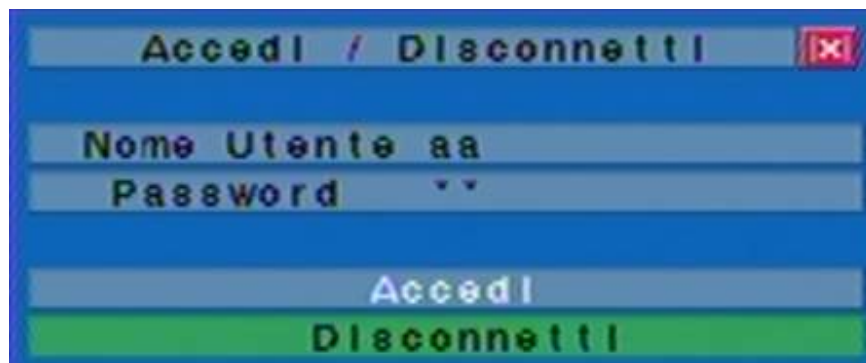 Accedi / Disconnetti
Nome Utente aa
Password **
Accedi
Disconnetti